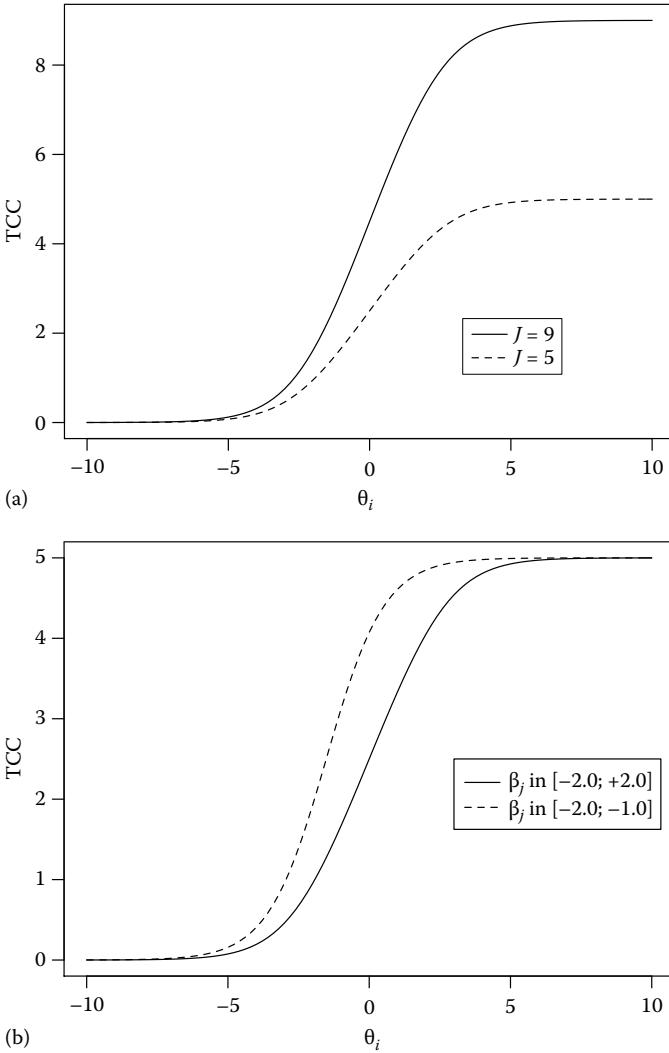 8
6
TCC
4
2
0
J = 9
J = 5
−10
−5
0
5
10
θi
(a)
5
4
3
TCC
2
1
0
βj in [−2.0; +2.0]
βj in [−2.0; −1.0]
−10
−5
0
5
10
θi
(b)